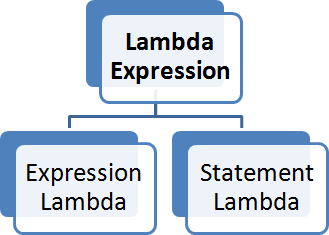 Lambda
Expression
Expression
Lambda
Statement
Lambda